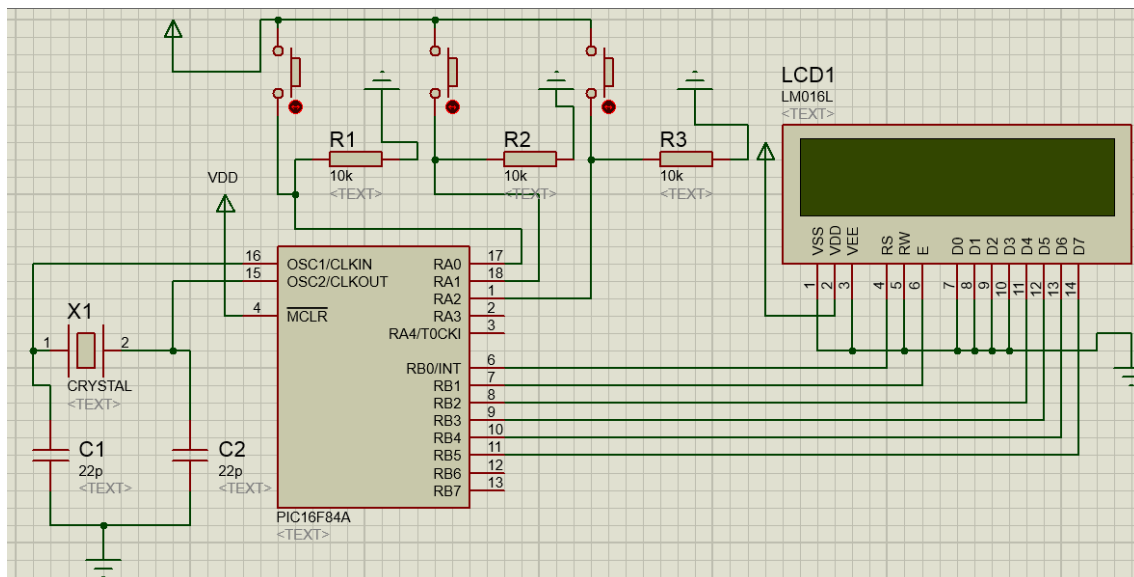 LCD1
LM016L
<TEXT>
R1
10k
<TEXT>
R2
10k
<TEXT>
R3
10k
<TEXT>
VDD
16
15
4
OSC1/CLKIN
OSC2/CLKOUT
MCLR
RA0
RA1
RA2
RA3
RA4/T0CKI
RB0/INT
RB1
RB2
RB3
RB4
RB5
RB6
RB7
17
18
1
2
3
6
7
8
9
10
11
12
13
PIC16F84A
<TEXT>
VSS
VDD
VEE
RS
RW
E
D0
D1
D2
D3
D4
D5
D6
D7
1
2
3
4
5
6
7
8
9
10
11
12
13
14
X1
1
2
CRYSTAL
<TEXT>
C1
22p
<TEXT>
C2
22p
<TEXT>